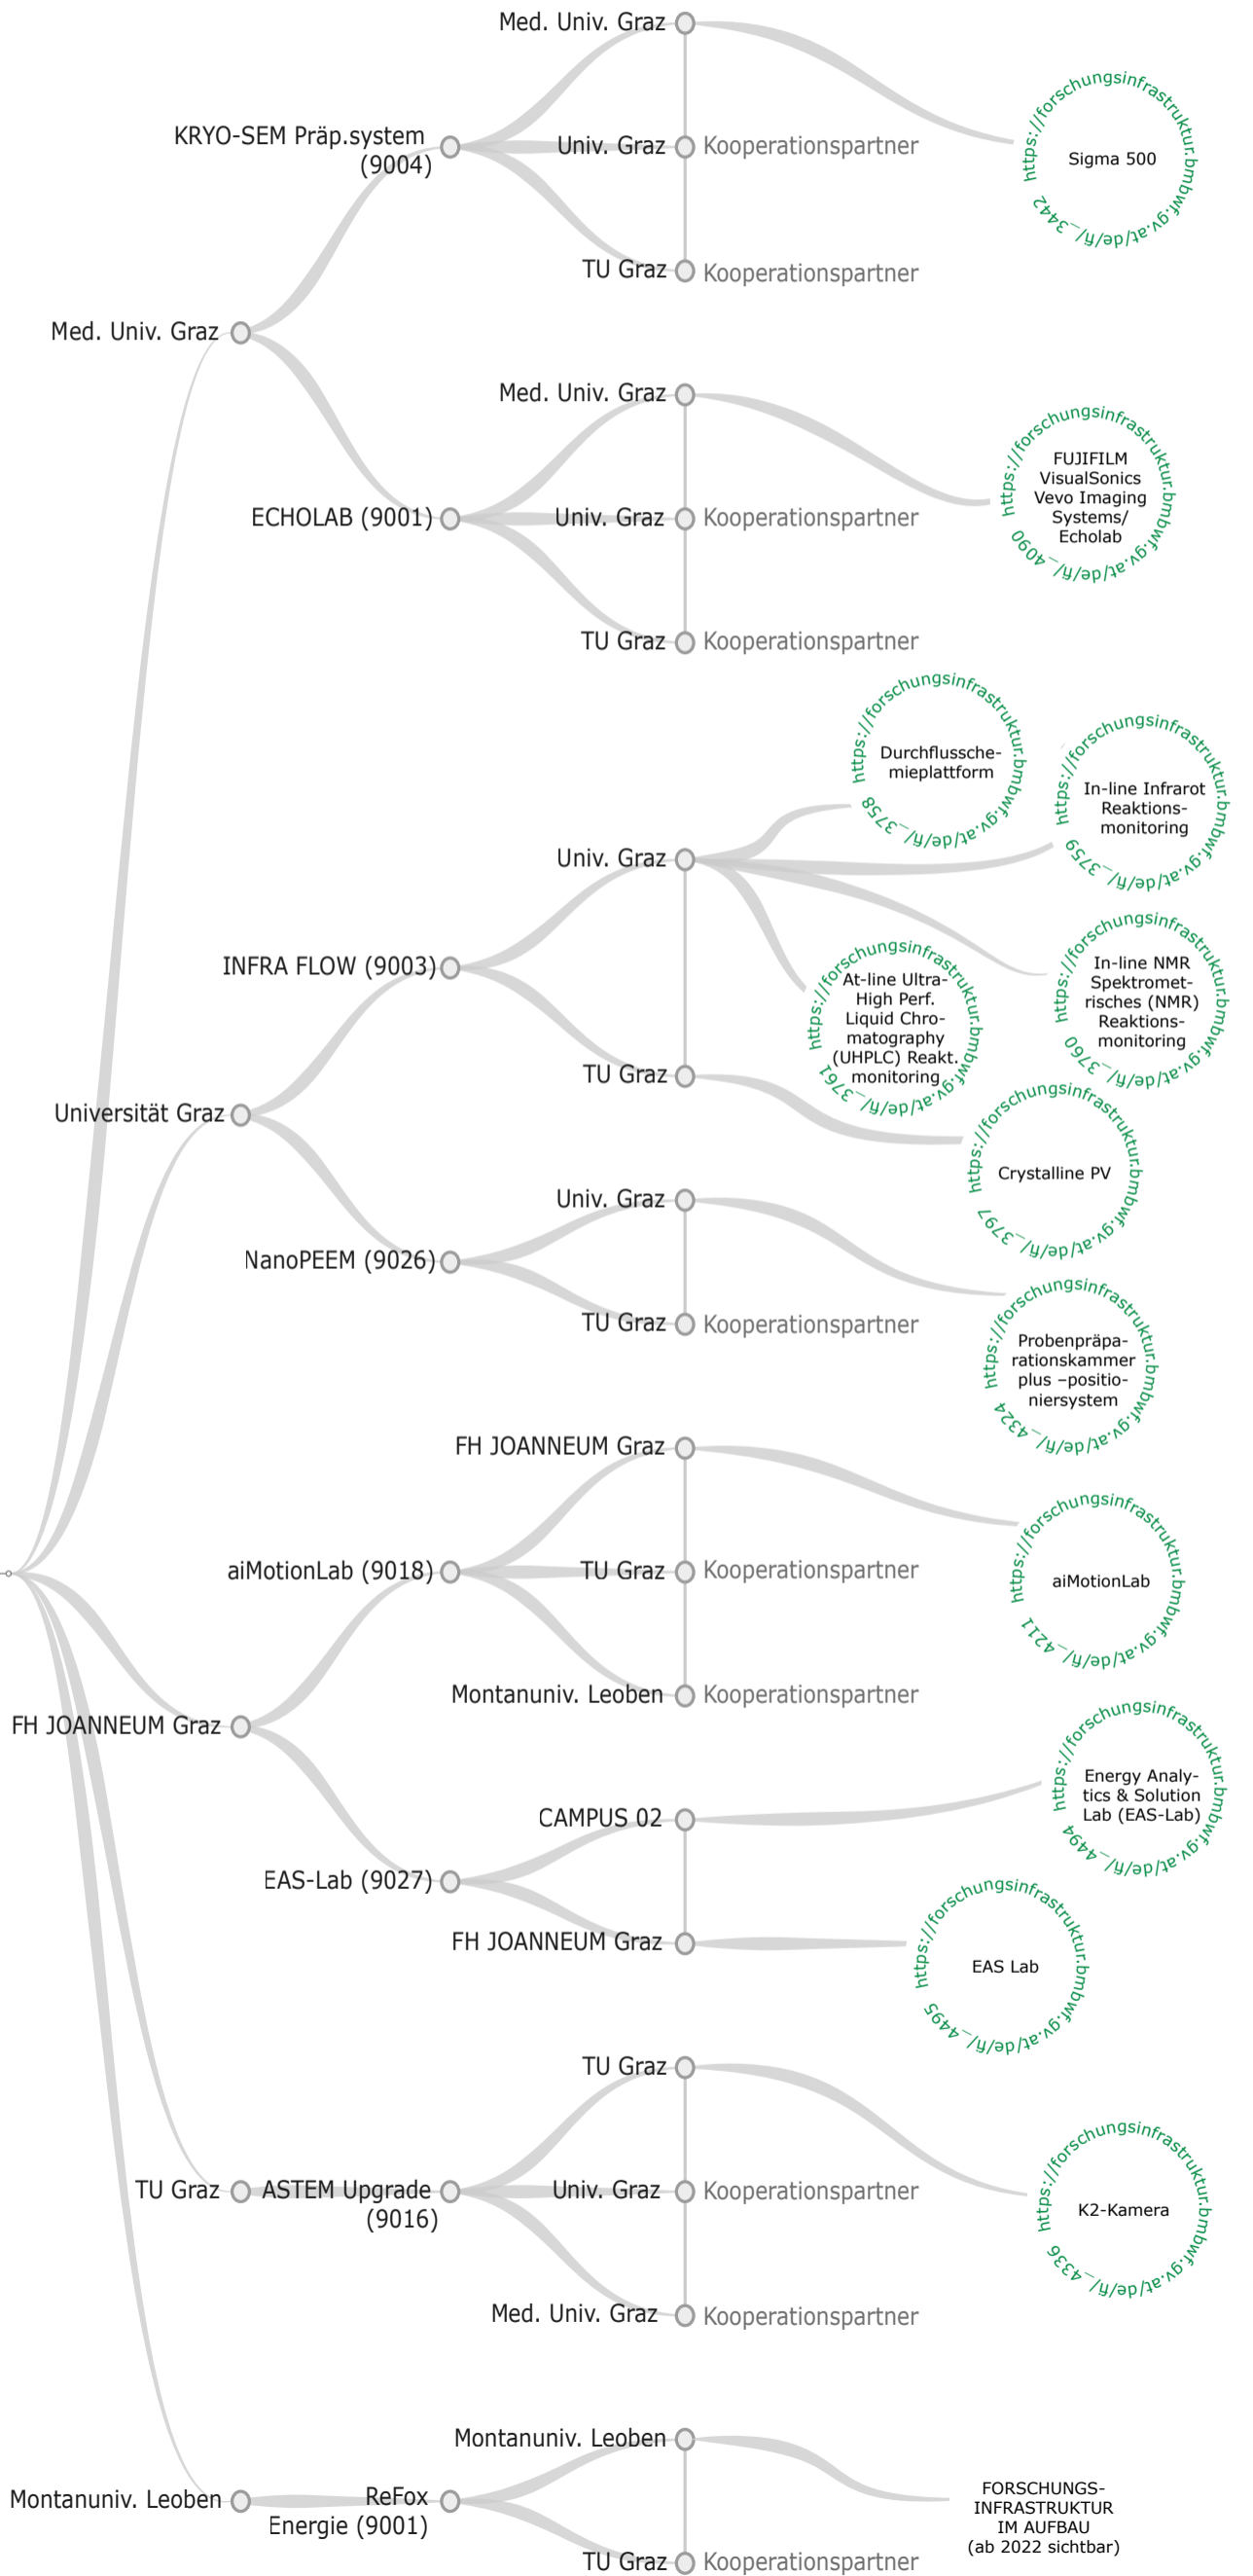 Med. Univ. Graz
https://forschungsinfrastruktur.bmbwf.gv.at/de/fi/_3442
Sigma 500
KRYO-SEM Präp.system
(9004)
Univ. Graz
Kooperationspartner
TU Graz
Kooperationspartner
Med. Univ. Graz
Med. Univ. Graz
https://forschungsinfrastruktur.bmbwf.gv.at/de/fi/_4090
FUJIFILM
VisualSonics
Vevo Imaging
Systems/
Echolab
ECHOLAB (9001)
Univ. Graz
Kooperationspartner
TU Graz
Kooperationspartner
https://forschungsinfrastruktur.bmbwf.gv.at/de/fi/_3758
Durchflussche-
mieplattform
https://forschungsinfrastruktur.bmbwf.gv.at/de/fi/_3759
In-line Infrarot
Reaktions-
monitoring
Univ. Graz
INFRA FLOW (9003)
https://forschungsinfrastruktur.bmbwf.gv.at/de/fi/_3761
At-line Ultra-
High Perf.
Liquid Chro-
matography
(UHPLC) Reakt.
monitoring
https://forschungsinfrastruktur.bmbwf.gv.at/de/fi/_3760
In-line NMR
Spektromet-
risches (NMR)
Reaktions-
monitoring
TU Graz
Universität Graz
https://forschungsinfrastruktur.bmbwf.gv.at/de/fi/_3797
Crystalline PV
Univ. Graz
NanoPEEM (9026)
TU Graz
Kooperationspartner
https://forschungsinfrastruktur.bmbwf.gv.at/de/fi/_4324
Probenpräpa-
rationskammer
plus –positio-
niersystem
FH JOANNEUM Graz
aiMotionLab (9018)
TU Graz
Kooperationspartner
https://forschungsinfrastruktur.bmbwf.gv.at/de/fi/_4211
aiMotionLab
Montanuniv. Leoben
Kooperationspartner
FH JOANNEUM Graz
https://forschungsinfrastruktur.bmbwf.gv.at/de/fi/_4494
Energy Analy-
tics & Solution
Lab (EAS-Lab)
CAMPUS 02
EAS-Lab (9027)
FH JOANNEUM Graz
https://forschungsinfrastruktur.bmbwf.gv.at/de/fi/_4495
EAS Lab
TU Graz
TU Graz
ASTEM Upgrade
(9016)
Univ. Graz
Kooperationspartner
https://forschungsinfrastruktur.bmbwf.gv.at/de/fi/_4336
K2-Kamera
Med. Univ. Graz
Kooperationspartner
Montanuniv. Leoben
Montanuniv. Leoben
ReFox
Energie (9001)
FORSCHUNGS-
INFRASTRUKTUR
IM AUFBAU
(ab 2022 sichtbar)
TU Graz
Kooperationspartner